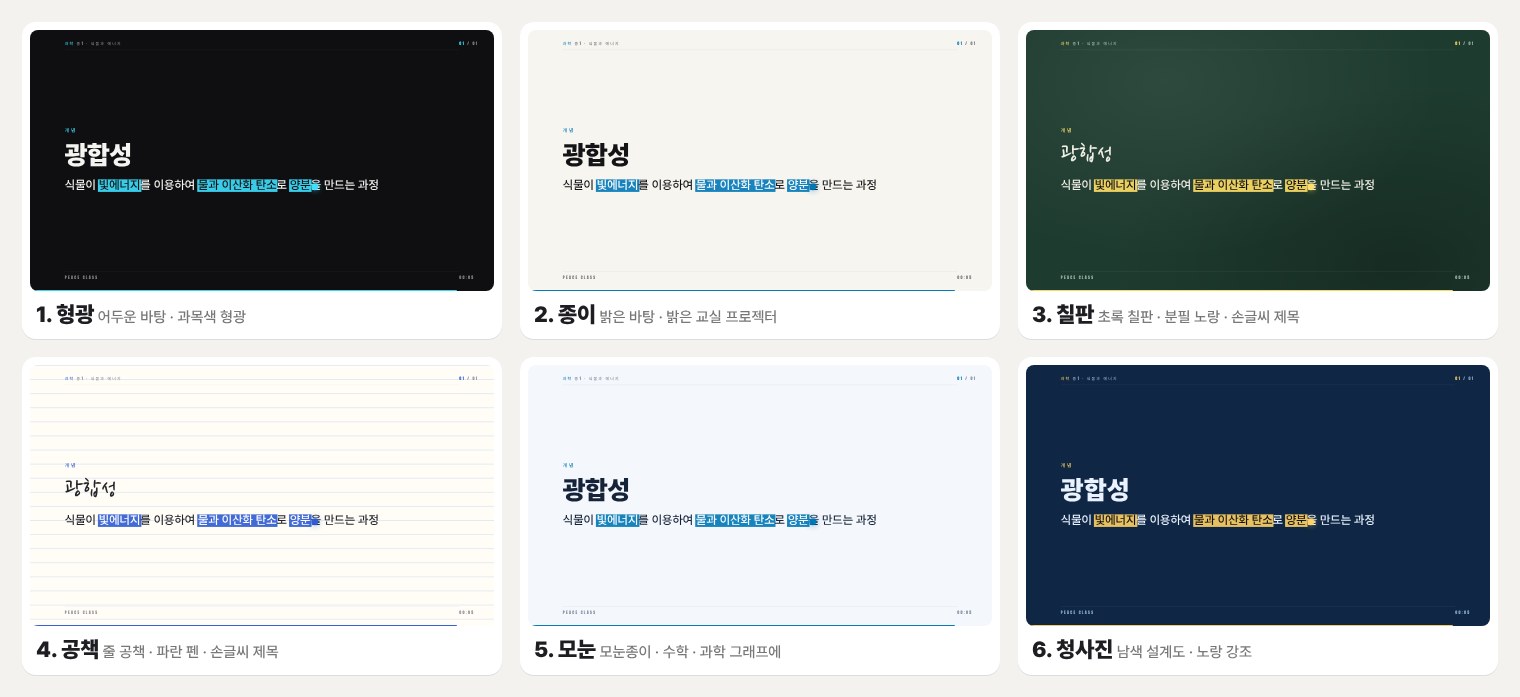 01 / 01
개념
광합성
식물이 빛에너지를 이용하여 물과 이산화 탄소로 양분을 만드는 과정
1. 형광 어두운 바탕 · 과목색 형광
01 / 01
개념
광합성
식물이 빛에너지를 이용하여 물과 이산화 탄소로 양분을 만드는 과정
2. 종이 밝은 바탕 · 밝은 교실 프로젝터
01 / 01
개념
광합성
식물이 빛에너지를 이용하여 물과 이산화 탄소로 양분을 만드는 과정
3. 칠판 초록 칠판 · 분필 노랑 · 손글씨 제목
01 / 01
개념
광합성
식물이 빛에너지를 이용하여 물과 이산화 탄소로 양분을 만드는 과정
4. 공책 줄 공책 · 파란 펜 · 손글씨 제목
01 / 01
개념
광합성
식물이 빛에너지를 이용하여 물과 이산화 탄소로 양분을 만드는 과정
5. 모눈 모눈종이 · 수학 · 과학 그래프에
01 / 01
개념
광합성
식물이 빛에너지를 이용하여 물과 이산화 탄소로 양분을 만드는 과정
6. 청사진 남색 설계도 · 노랑 강조